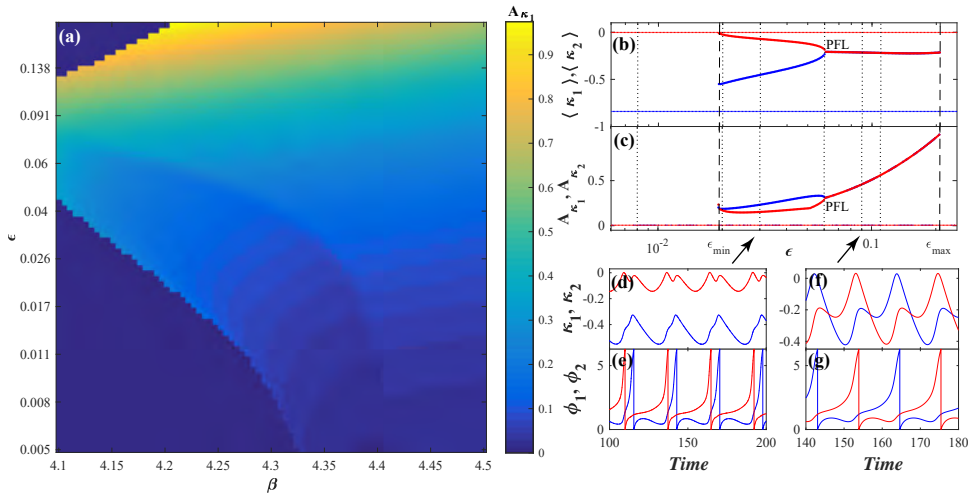 (a)
ϵ
0.138
0.091
0.06
0.04
0.026
0.017
0.011
0.008
0.005
4.1 4.15 4.2 4.25 4.3 4.35 4.4 4.45 4.5
β
A_κ₁
0.9
0.8
0.7
0.6
0.5
0.4
0.3
0.2
0.1
0
(b)
⟨κ₁⟩,⟨κ₂⟩
0
-0.5
-1
PFL
(c)
A_κ₁, A_κ₂
0.5
0
PFL
10⁻² ϵ_min ϵ 0.1 ϵ_max
(d)
κ₁, κ₂
0
-0.2
-0.4
(e)
ϕ₁, ϕ₂
5
0
100 150 200
Time
(f)
0
-0.2
-0.4
(g)
5
0
140 150 160 170 180
Time